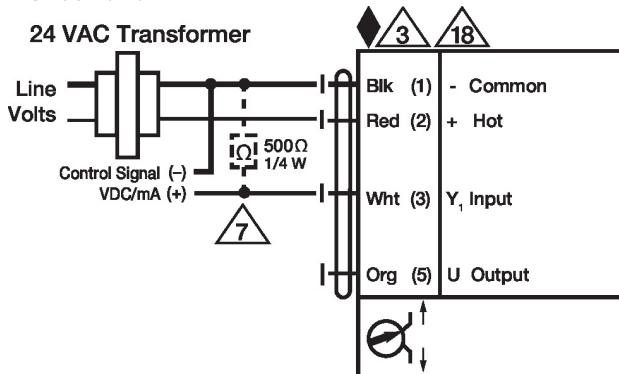 24 VAC Transformer
3 18
Line
Volts
Blk (1) - Common
Red (2) + Hot
Ω 500Ω
1/4 W
Control Signal (–)
VDC/mA (+)
Wht (3) Y₁ Input
7
Org (5) U Output